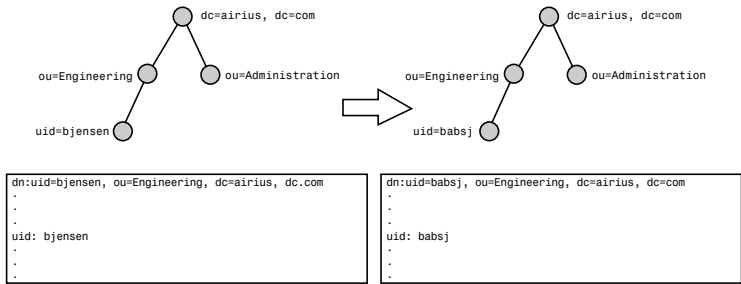 dc=airius, dc=com
ou=Engineering
ou=Administration
uid=bjensen
dc=airius, dc=com
ou=Engineering
ou=Administration
uid=babsj
dn:uid=bjensen, ou=Engineering, dc=airius, dc.com
.
.
.
uid: bjensen
.
.
.
dn:uid=babsj, ou=Engineering, dc=airius, dc=com
.
.
.
uid: babsj
.
.
.